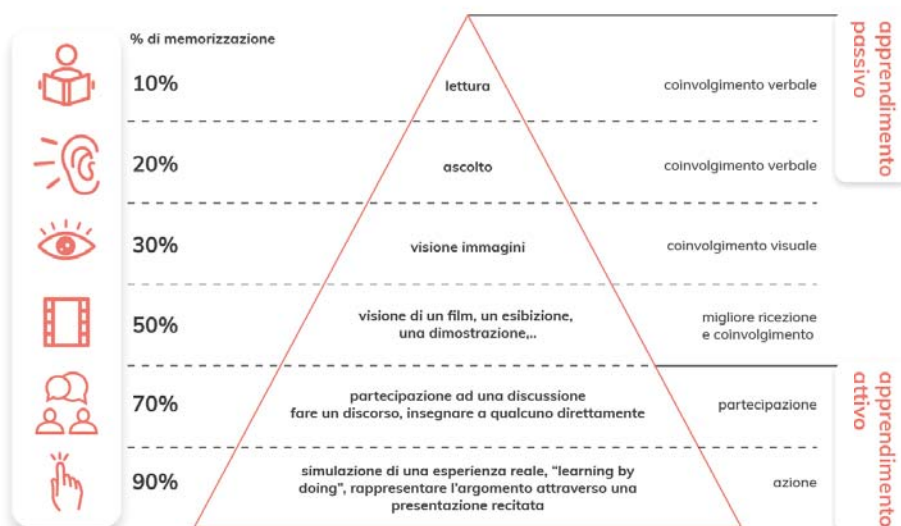 % di memorizzazione
10%
lettura
coinvolgimento verbale
20%
ascolto
coinvolgimento verbale
30%
visione immagini
coinvolgimento visuale
50%
visione di un film, un esibizione,
una dimostrazione,..
migliore ricezione
e coinvolgimento
70%
partecipazione ad una discussione
fare un discorso, insegnare a qualcuno direttamente
partecipazione
90%
simulazione di una esperienza reale, “learning by
doing”, rappresentare l’argomento attraverso una
presentazione recitata
azione
apprendimento
passivo
apprendimento
attivo